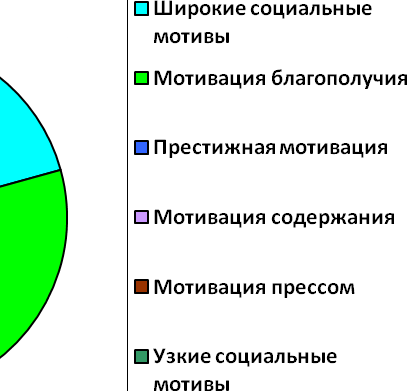 Широкие социальные
мотивы
Мотивация благополучия
Престижная мотивация
Мотивация содержания
Мотивация прессом
Узкие социальные
мотивы